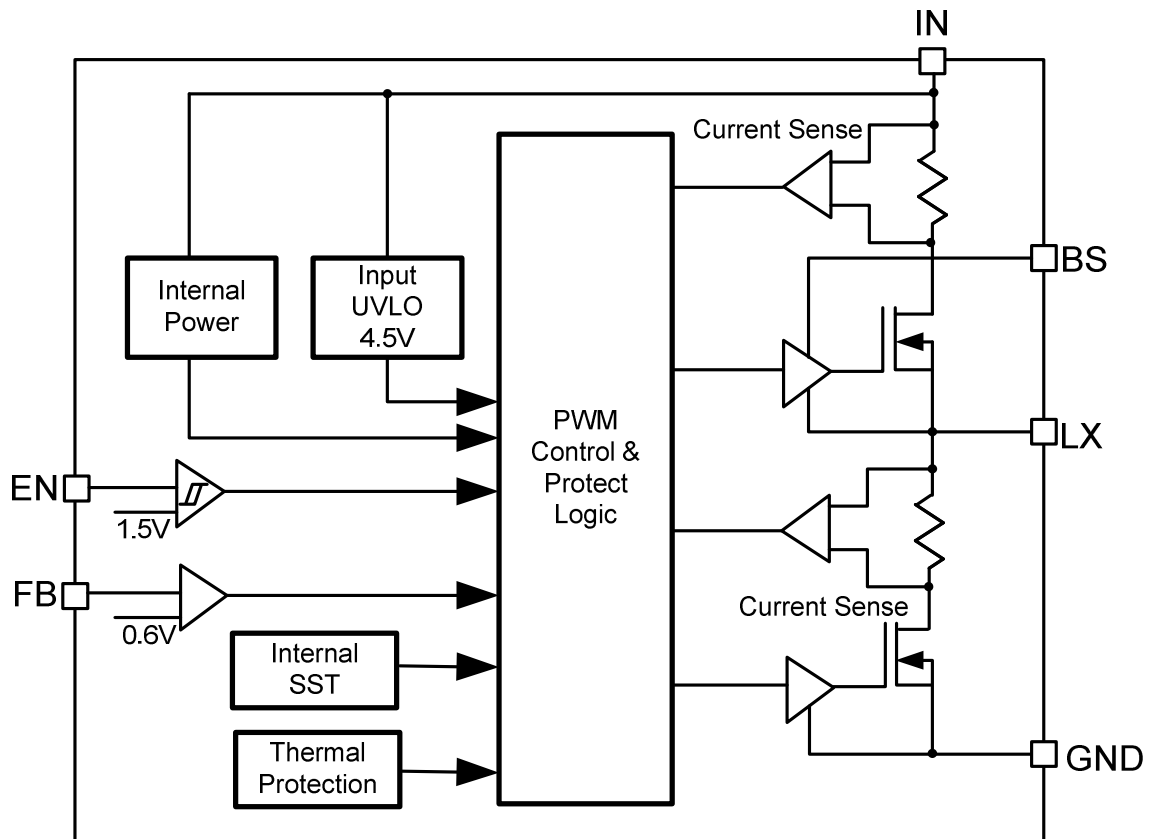 IN
Current Sense
BS
Internal
Power
Input
UVLO
4.5V
PWM
Control &
Protect
Logic
LX
EN
1.5V
FB
0.6V
Current Sense
Internal
SST
Thermal
Protection
GND